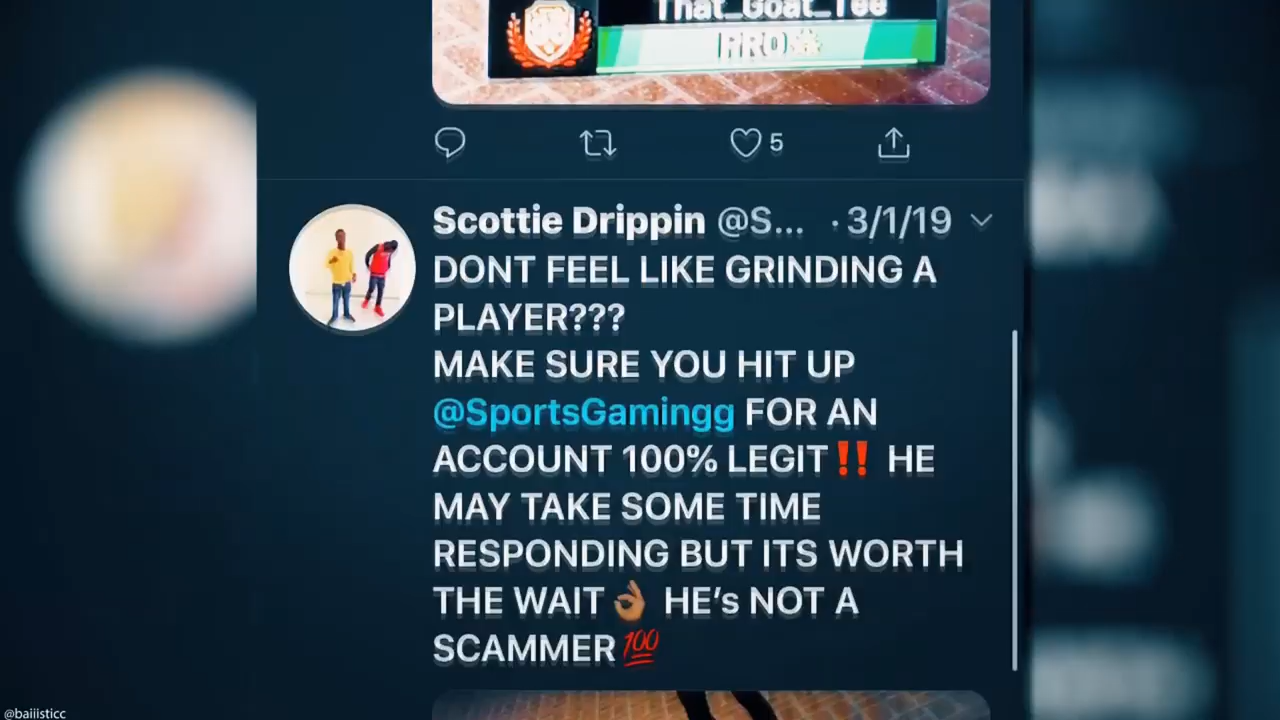 That_Goat_Tee
PRO
5
Scottie Drippin @S... · 3/1/19
DONT FEEL LIKE GRINDING A
PLAYER???
MAKE SURE YOU HIT UP
@SportsGamingg FOR AN
ACCOUNT 100% LEGIT‼️ HE
MAY TAKE SOME TIME
RESPONDING BUT ITS WORTH
THE WAIT👌🏾 HE’s NOT A
SCAMMER💯
@baiiisticc